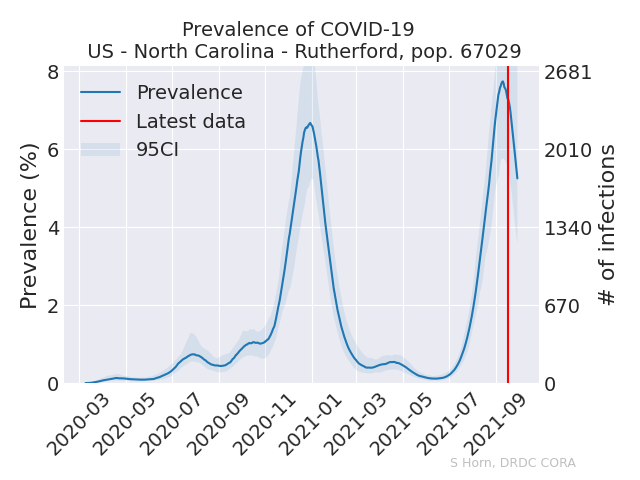 Prevalence of COVID-19
US - North Carolina - Rutherford, pop. 67029
Prevalence (%)
8
6
4
2
0
Prevalence
Latest data
95CI
2681
2010
1340
670
0
# of infections
2020-03
2020-05
2020-07
2020-09
2020-11
2021-01
2021-03
2021-05
2021-07
2021-09
S Horn, DRDC CORA